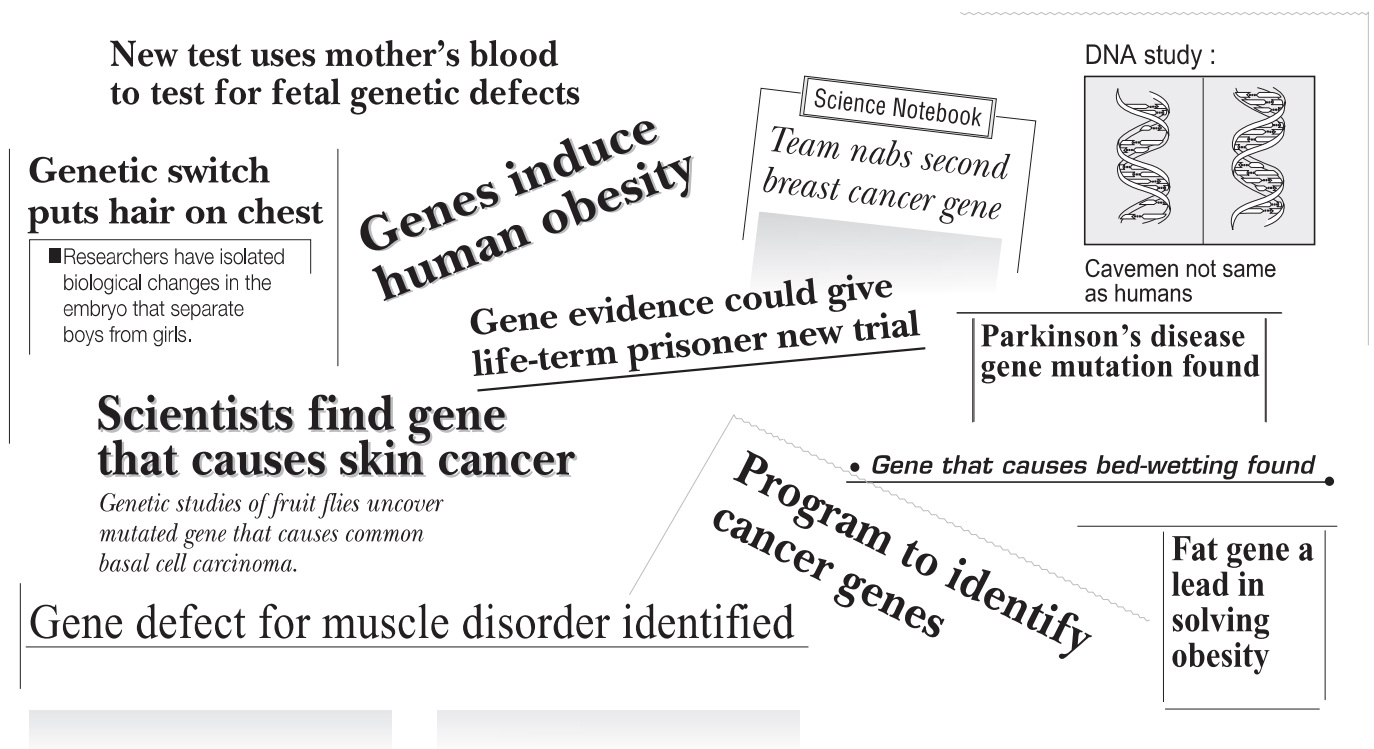 New test uses mother’s blood
to test for fetal genetic defects
Genetic switch
puts hair on chest
Researchers have isolated
biological changes in the
embryo that separate
boys from girls.
Genes induce
human obesity
Science Notebook
Team nabs second
breast cancer gene
DNA study :
Cavemen not same
as humans
Gene evidence could give
life-term prisoner new trial
Parkinson’s disease
gene mutation found
Scientists find gene
that causes skin cancer
Genetic studies of fruit flies uncover
mutated gene that causes common
basal cell carcinoma.
Gene that causes bed-wetting found
Program to identify
cancer genes
Fat gene a
lead in
solving
obesity
Gene defect for muscle disorder identified